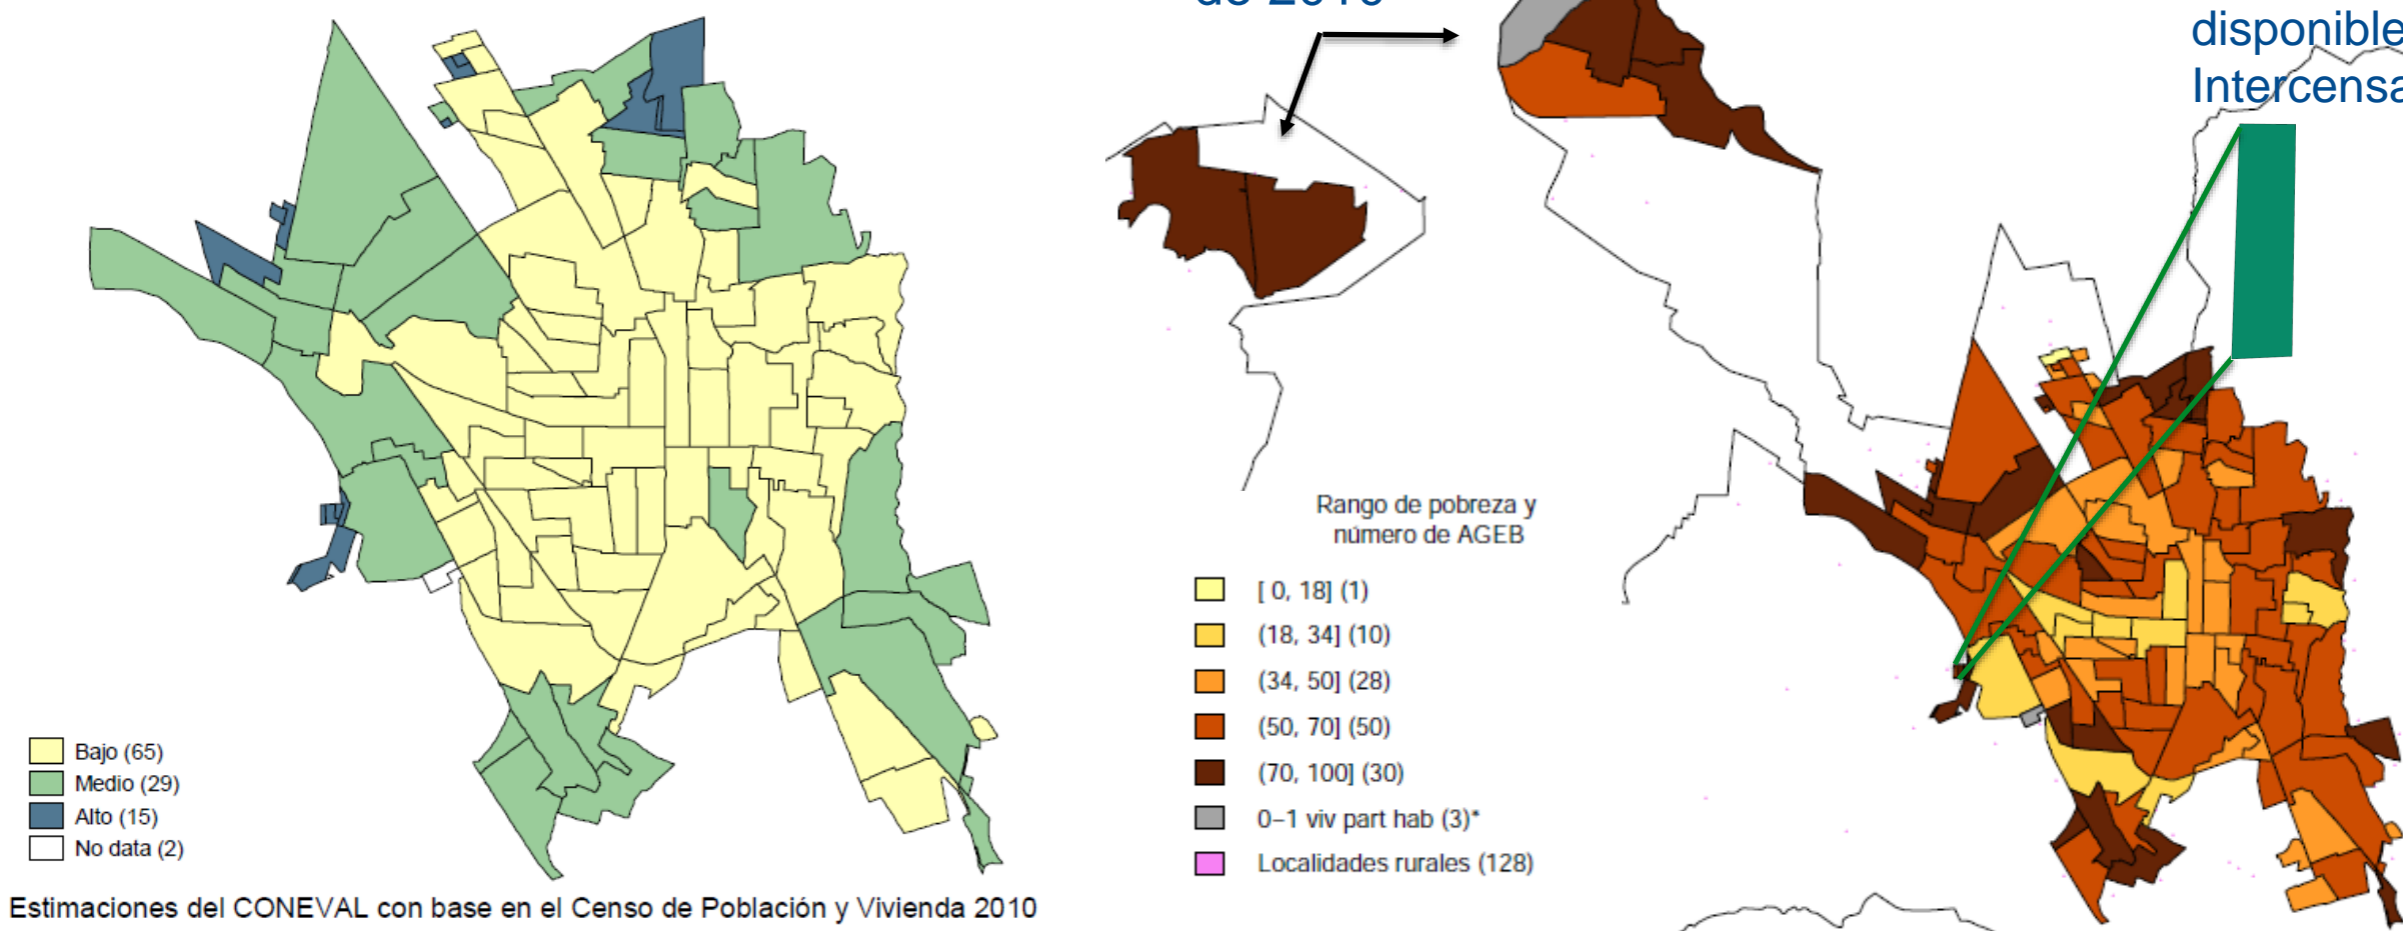 de 2010
disponible
Intercensa
Bajo (65)
Medio (29)
Alto (15)
No data (2)
Estimaciones del CONEVAL con base en el Censo de Población y Vivienda 2010
Rango de pobreza y
número de AGEB
[ 0, 18] (1)
(18, 34] (10)
(34, 50] (28)
(50, 70] (50)
(70, 100] (30)
0–1 viv part hab (3)*
Localidades rurales (128)